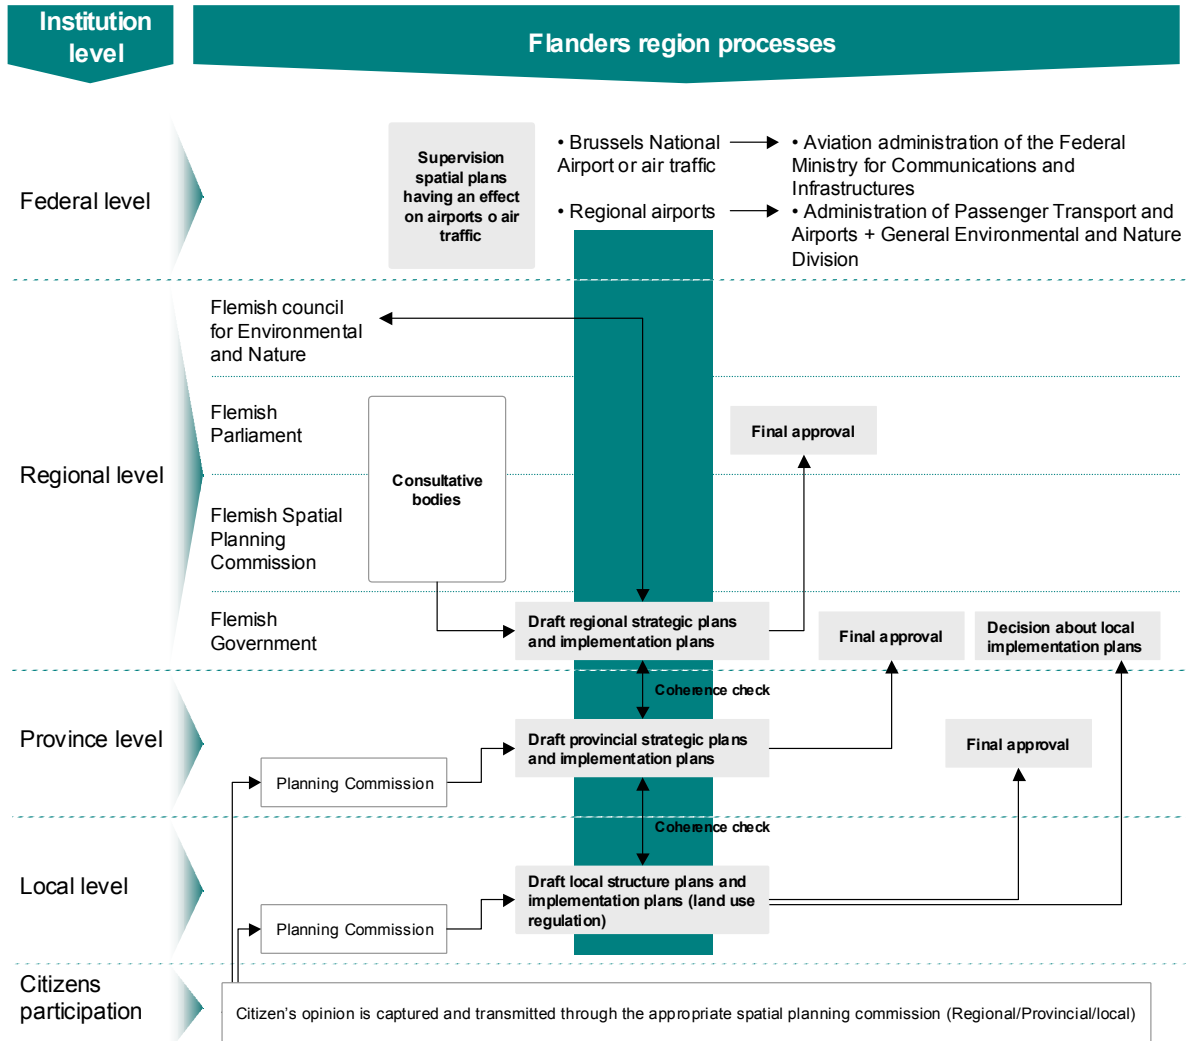 Institution
level
Flanders region processes
Federal level
Supervision
spatial plans
having an effect
on airports o air
traffic
• Brussels National
Airport or air traffic
• Aviation administration of the Federal
Ministry for Communications and
Infrastructures
• Regional airports
• Administration of Passenger Transport and
Airports + General Environmental and Nature
Division
Regional level
Flemish council
for Environmental
and Nature
Flemish
Parliament
Consultative
bodies
Final approval
Flemish Spatial
Planning
Commission
Flemish
Government
Draft regional strategic plans
and implementation plans
Final approval
Decision about local
implementation plans
Coherence check
Province level
Planning Commission
Draft provincial strategic plans
and implementation plans
Final approval
Coherence check
Local level
Planning Commission
Draft local structure plans and
implementation plans (land use
regulation)
Citizens
participation
Citizen's opinion is captured and transmitted through the appropriate spatial planning commission (Regional/Provincial/local)